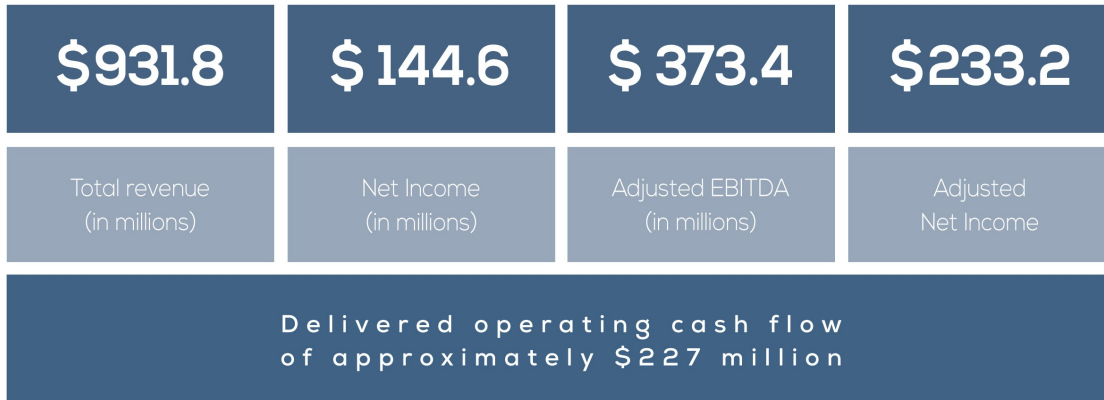 $931.8
$ 144.6
$ 373.4
$233.2
Total revenue
(in millions)
Net Income
(in millions)
Adjusted EBITDA
(in millions)
Adjusted
Net Income
Delivered operating cash flow
of approximately $227 million